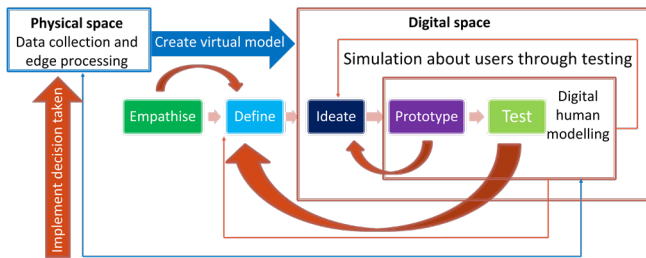 Physical space
Data collection and
edge processing
Create virtual model
Digital space
Simulation about users through testing
Empathise
Define
Ideate
Prototype
Test
Digital
human
modelling
Implement decision taken